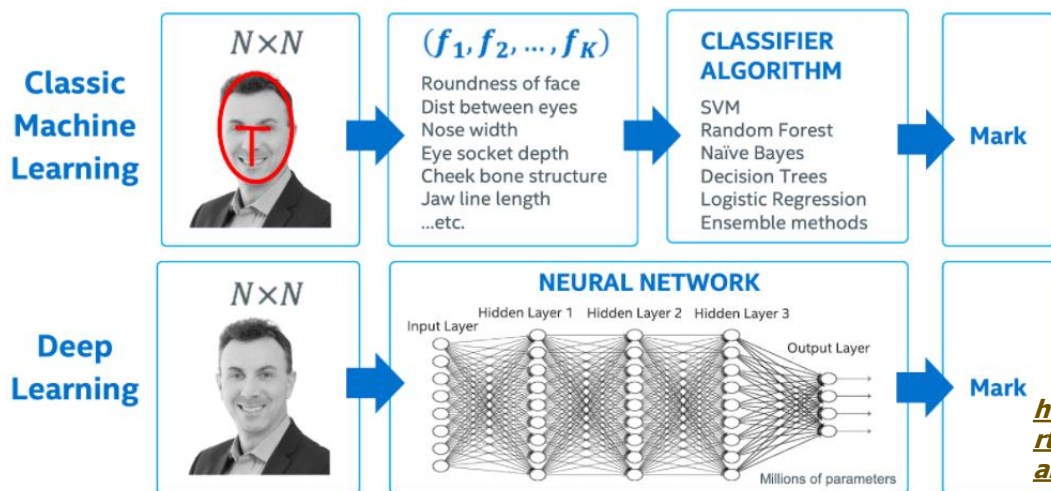 Classic
Machine
Learning
N×N
T
(f₁, f₂, ..., f_K)
Roundness of face
Dist between eyes
Nose width
Eye socket depth
Cheek bone structure
Jaw line length
...etc.
CLASSIFIER
ALGORITHM
SVM
Random Forest
Naïve Bayes
Decision Trees
Logistic Regression
Ensemble methods
Mark
Deep
Learning
N×N
NEURAL NETWORK
Input Layer
Hidden Layer 1
Hidden Layer 2
Hidden Layer 3
Output Layer
Millions of parameters
Mark